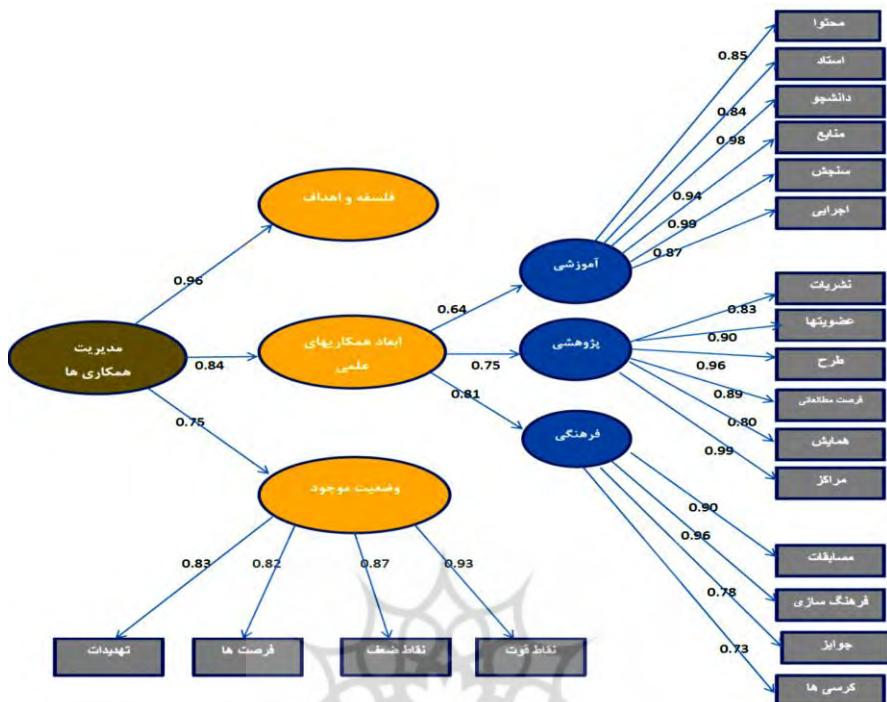 محتوا
0.85
استاد
0.84
دانشجو
0.98
منابع
0.94
سنجش
0.99
اجرایی
0.87
فلسفه و اهداف
0.96
آموزشی
0.64
نشریات
0.83
عضویتها
0.90
طرح
0.96
فرصت مطالعاتی
0.89
همایش
0.80
مراکز
0.99
پژوهشی
0.75
ابعاد همکاریهای
علمی
0.84
مدیریت
همکاری ها
0.81
فرهنگی
0.75
وضعیت موجود
0.90
مسابقات
0.96
فرهنگ سازی
0.78
جوایز
0.73
کرسی ها
0.93
0.87
0.82
0.83
نقاط قوت
نقاط ضعف
فرصت ها
تهدیدات